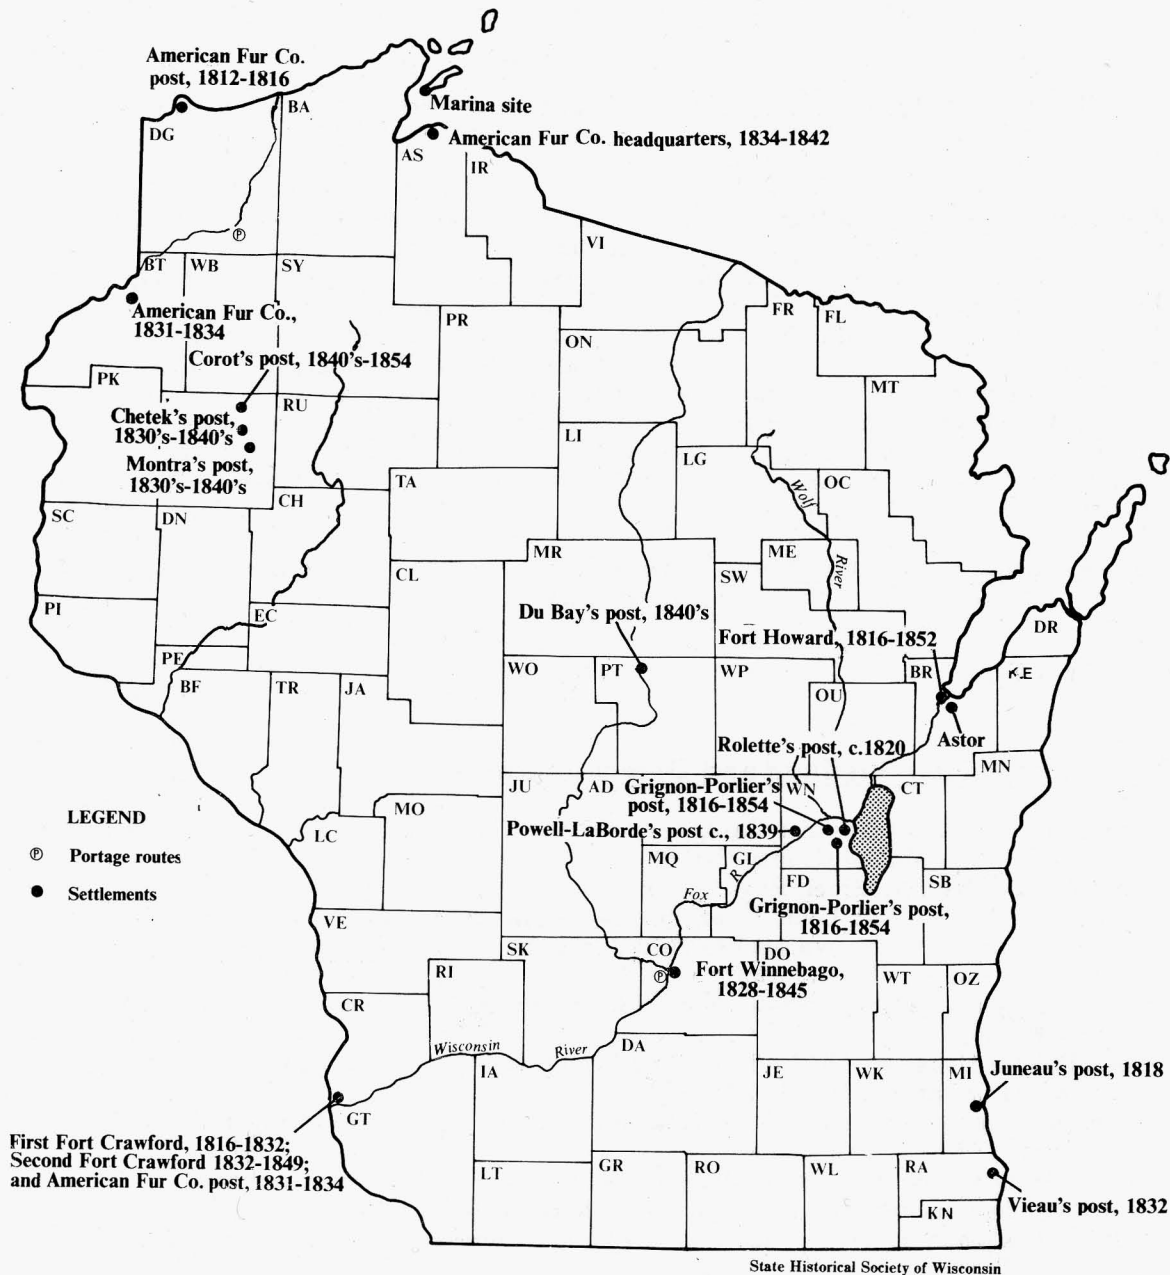 American Fur Co.
post, 1812-1816
BA
DG
Marina site
American Fur Co. headquarters, 1834-1842
AS
IR
Ⓟ
VI
BT
WB
SY
American Fur Co.,
1831-1834
FR
FL
PR
ON
Corot's post, 1840's-1854
PK
MT
RU
Chetek's post,
1830's-1840's
LI
LG
Montra's post,
1830's-1840's
TA
Wolf
OC
CH
SC
DN
MR
ME
CL
SW
River
PI
EC
Du Bay's post, 1840's
Fort Howard, 1816-1852
DR
PE
BF
TR
JA
WO
PT
WP
BR
KE
OU
Astor
Rolette's post, c.1820
MN
JU
AD
Grignon-Porlier's
post, 1816-1854
WN
CT
MO
LEGEND
Powell-LaBorde's post c., 1839
LC
Ⓟ Portage routes
MQ
GL
R.
FD
SB
Settlements
Fox
Grignon-Porlier's post,
1816-1854
VE
SK
CO
DO
RI
Ⓟ
Fort Winnebago,
1828-1845
WT
OZ
CR
Wisconsin
River
DA
IA
JE
WK
MI
Juneau's post, 1818
GT
First Fort Crawford, 1816-1832;
Second Fort Crawford 1832-1849;
and American Fur Co. post, 1831-1834
LT
GR
RO
WL
RA
Vieau's post, 1832
KN
State Historical Society of Wisconsin